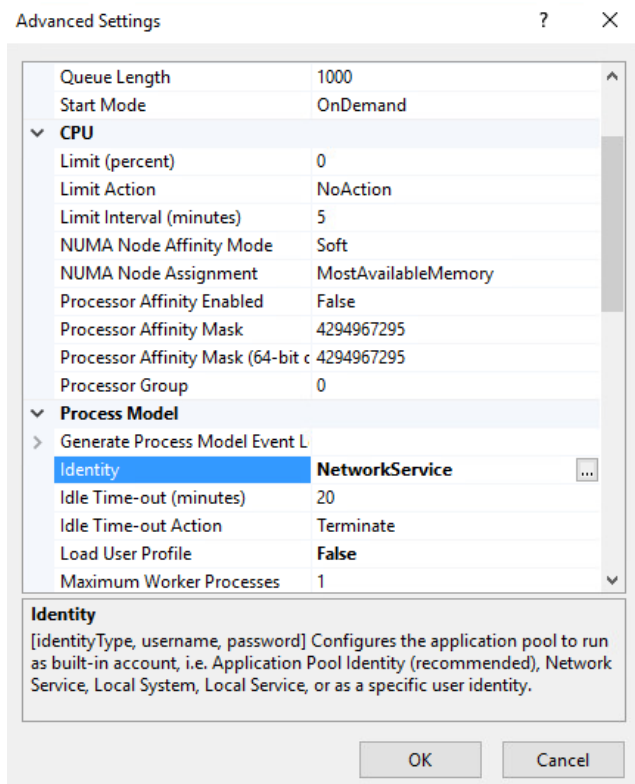 Advanced Settings ? ×
Queue Length 1000
Start Mode OnDemand
CPU
Limit (percent) 0
Limit Action NoAction
Limit Interval (minutes) 5
NUMA Node Affinity Mode Soft
NUMA Node Assignment MostAvailableMemory
Processor Affinity Enabled False
Processor Affinity Mask 4294967295
Processor Affinity Mask (64-bit c 4294967295
Processor Group 0
Process Model
Generate Process Model Event L
Identity NetworkService ...
Idle Time-out (minutes) 20
Idle Time-out Action Terminate
Load User Profile False
Maximum Worker Processes 1
Identity
[identityType, username, password] Configures the application pool to run
as built-in account, i.e. Application Pool Identity (recommended), Network
Service, Local System, Local Service, or as a specific user identity.
OK Cancel